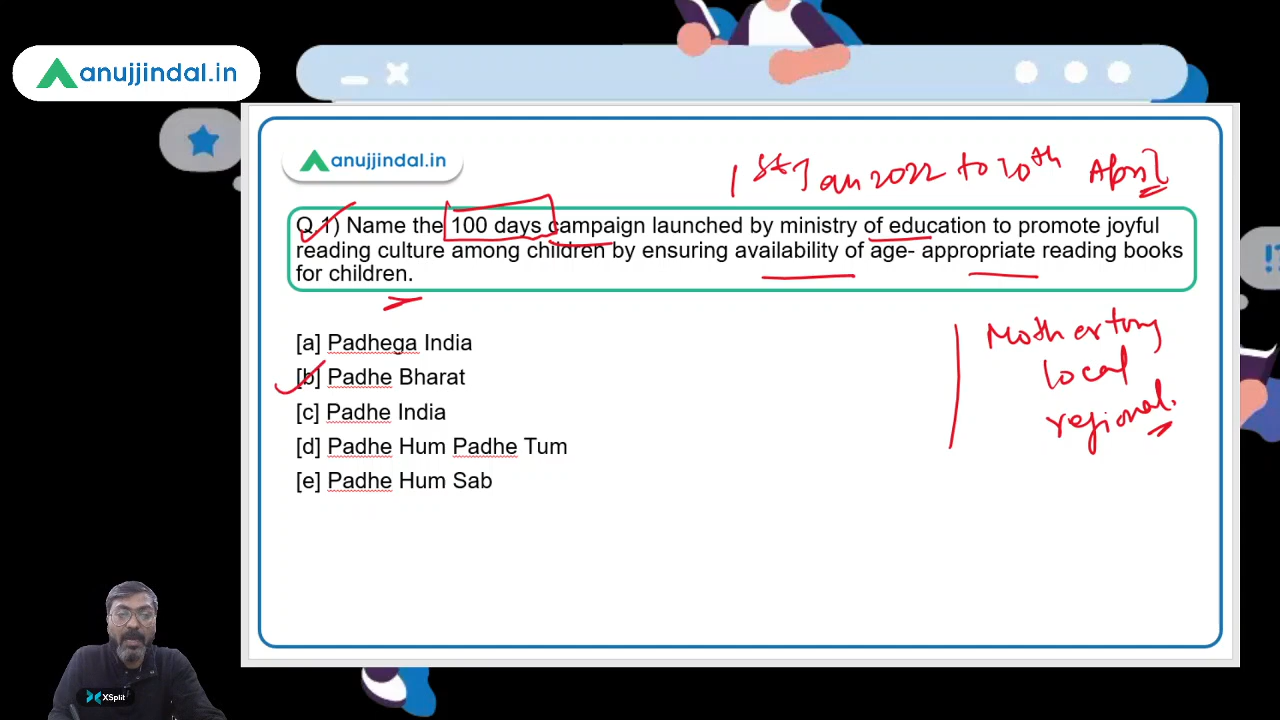 anujjindal.in
anujjindal.in
1st Jan 2022 to 10th April
Q.1) Name the 100 days campaign launched by ministry of education to promote joyful
reading culture among children by ensuring availability of age- appropriate reading books
for children.
[a] Padhega India
[b] Padhe Bharat
[c] Padhe India
[d] Padhe Hum Padhe Tum
[e] Padhe Hum Sab
Mother tong
local
regional.
XSplit